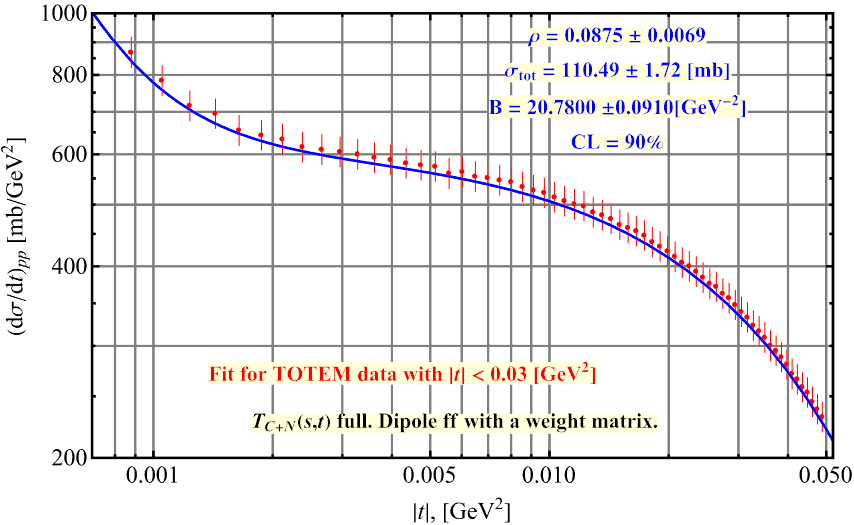 1000
800
600
400
200
(dσ/dt)pp [mb/GeV²]
ρ = 0.0875 ± 0.0069
σtot = 110.49 ± 1.72 [mb]
B = 20.7800 ±0.0910[GeV⁻²]
CL = 90%
Fit for TOTEM data with |t| < 0.03 [GeV²]
T_C+N(s,t) full. Dipole ff with a weight matrix.
0.001 0.005 0.010 0.050
|t|, [GeV²]